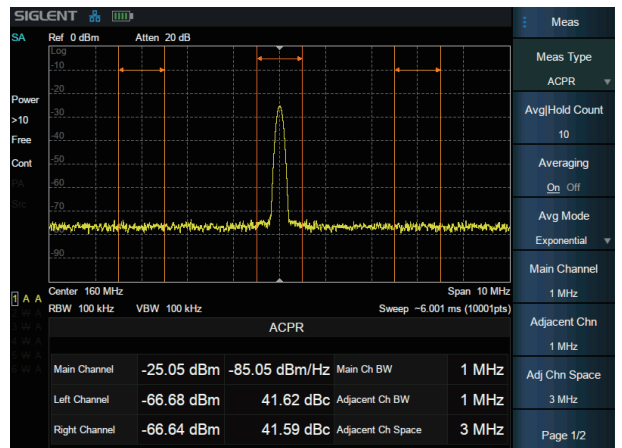 SIGLENT
SA
Ref 0 dBm Atten 20 dB
Log
-10
-20
-30
-40
-50
-60
-70
-90
Power
>10
Free
Cont
PA
Src
1 A A
Center 160 MHz Span 10 MHz
RBW 100 kHz VBW 100 kHz Sweep ~6.001 ms (10001pts)
ACPR
Main Channel -25.05 dBm -85.05 dBm/Hz Main Ch BW 1 MHz
Left Channel -66.68 dBm 41.62 dBc Adjacent Ch BW 1 MHz
Right Channel -66.64 dBm 41.59 dBc Adjacent Ch Space 3 MHz
Meas
Meas Type
ACPR
Avg|Hold Count
10
Averaging
On Off
Avg Mode
Exponential
Main Channel
1 MHz
Adjacent Chn
1 MHz
Adj Chn Space
3 MHz
Page 1/2